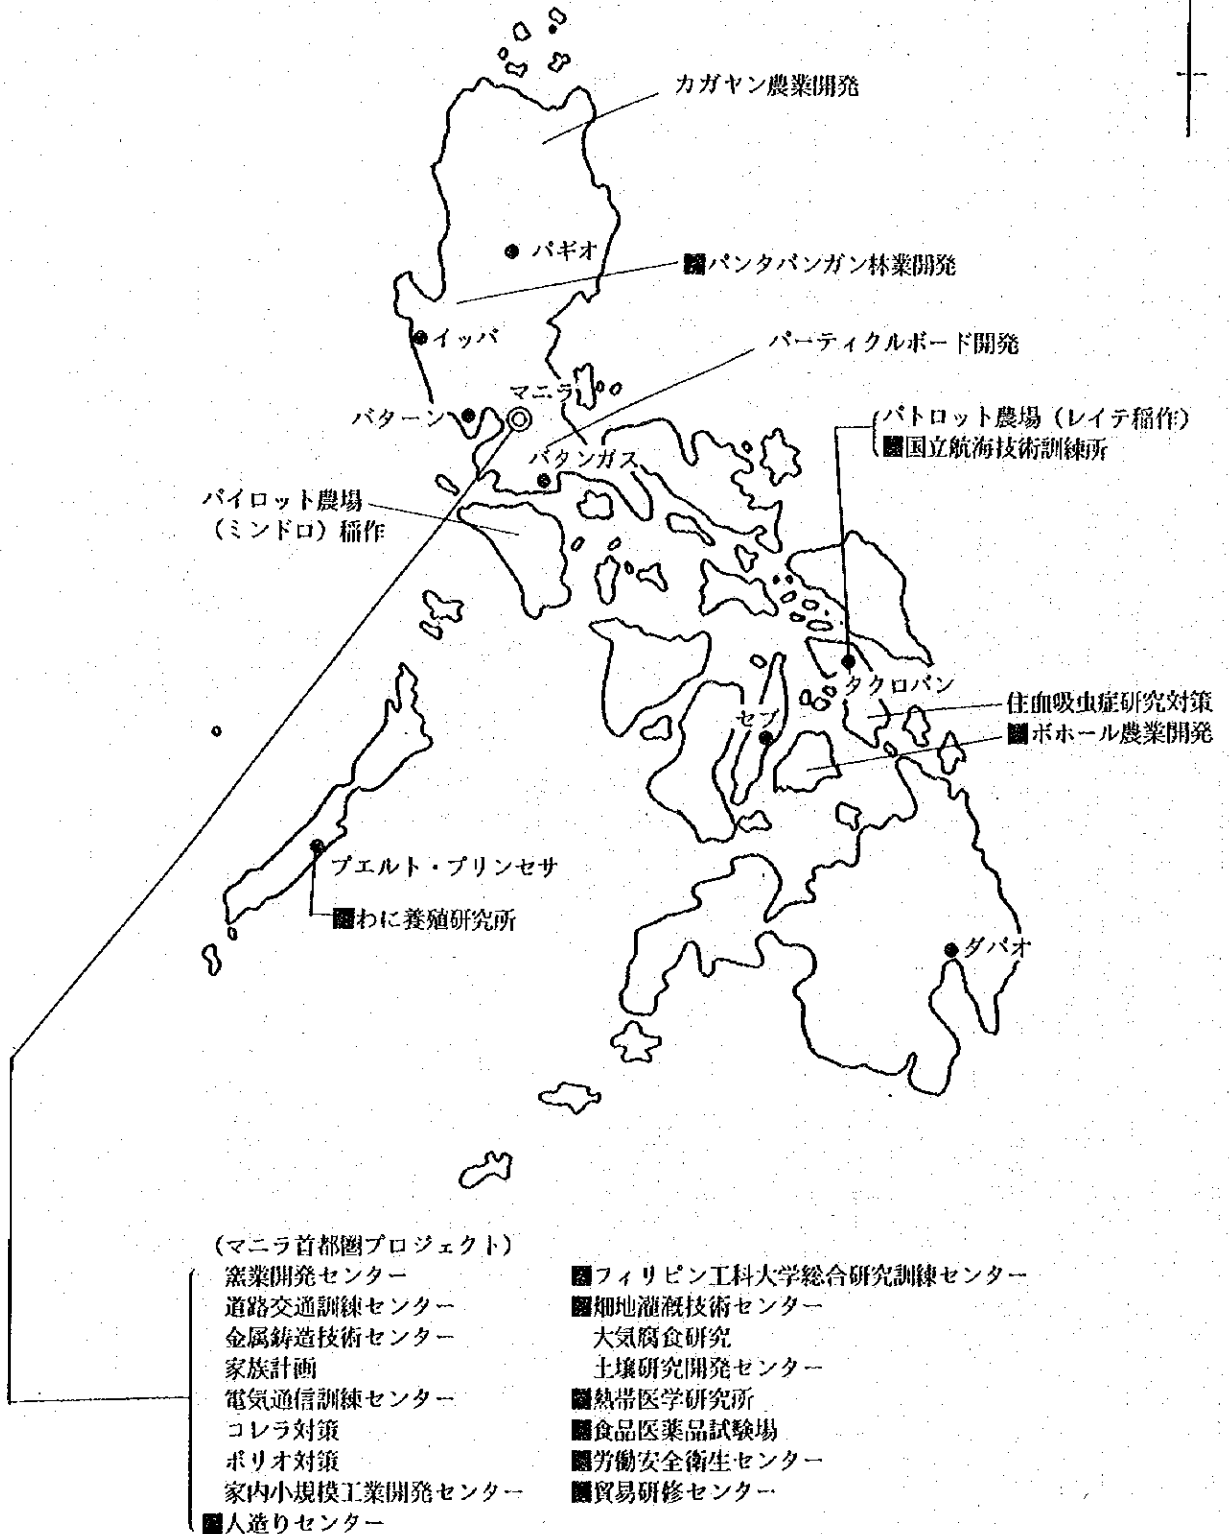 カガヤン農業開発
バギオ
パンタバンガン林業開発
イッバ
パーティクルボード開発
マニラ
バターン
パトロット農場（レイテ稲作）
国立航海技術訓練所
バタンガス
パイロット農場
（ミンドロ）稲作
タクロバン
住血吸虫症研究対策
セブ
ボホール農業開発
プエルト・プリンセサ
わに養殖研究所
ダバオ
（マニラ首都圏プロジェクト）
窯業開発センター
道路交通訓練センター
金属鋳造技術センター
家族計画
電気通信訓練センター
コレラ対策
ポリオ対策
家内小規模工業開発センター
人造りセンター
フィリピン工科大学総合研究訓練センター
畑地灌漑技術センター
大気腐食研究
土壌研究開発センター
熱帯医学研究所
食品医薬品試験場
労働安全衛生センター
貿易研修センター